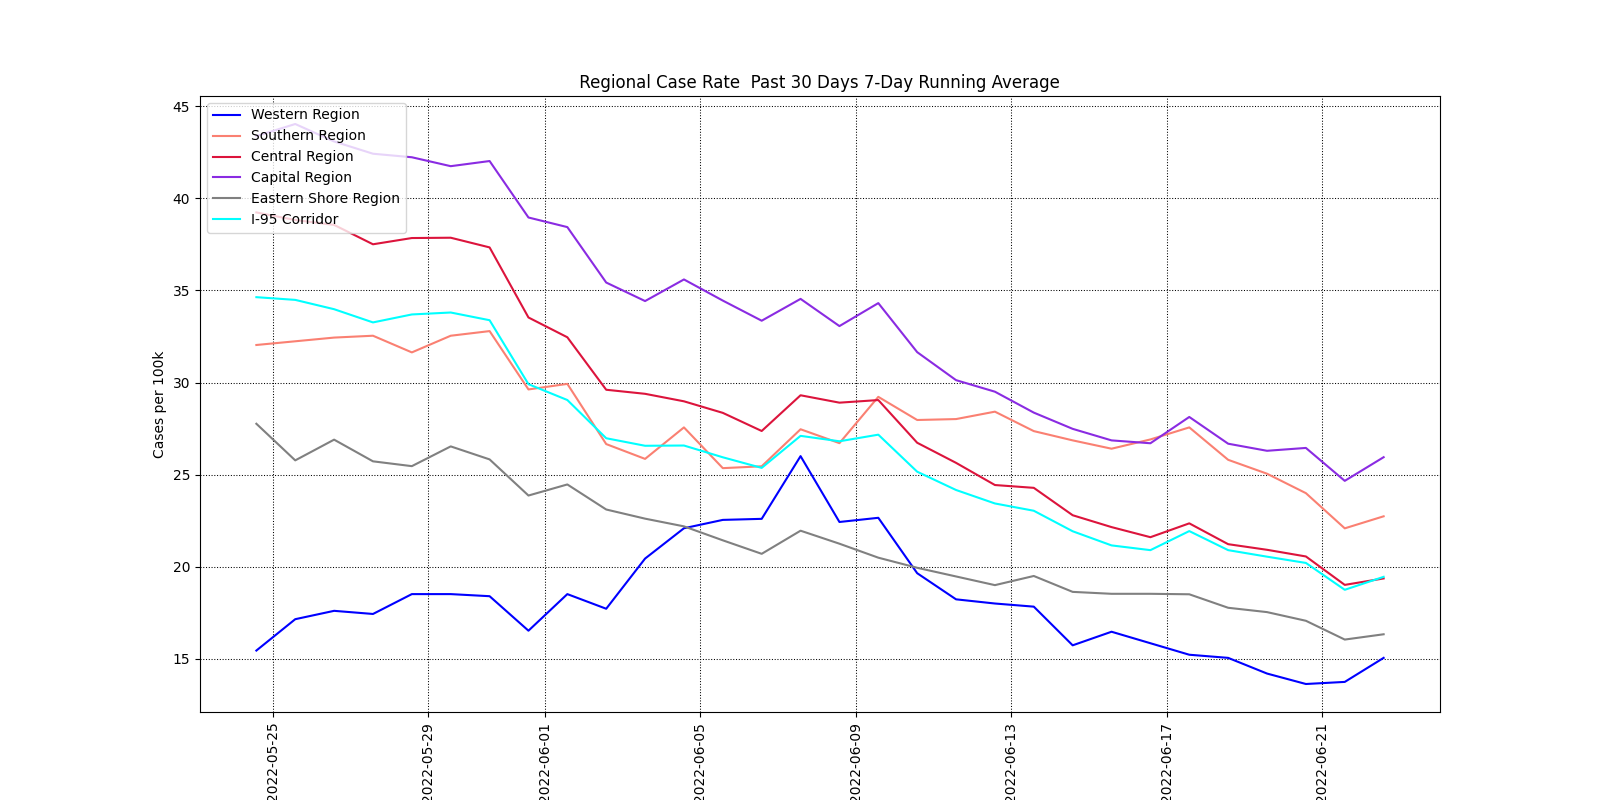 Regional Case Rate  Past 30 Days 7-Day Running Average
45
40
35
30
25
20
15
Cases per 100k
Western Region
Southern Region
Central Region
Capital Region
Eastern Shore Region
I-95 Corridor
2022-05-25
2022-05-29
2022-06-01
2022-06-05
2022-06-09
2022-06-13
2022-06-17
2022-06-21